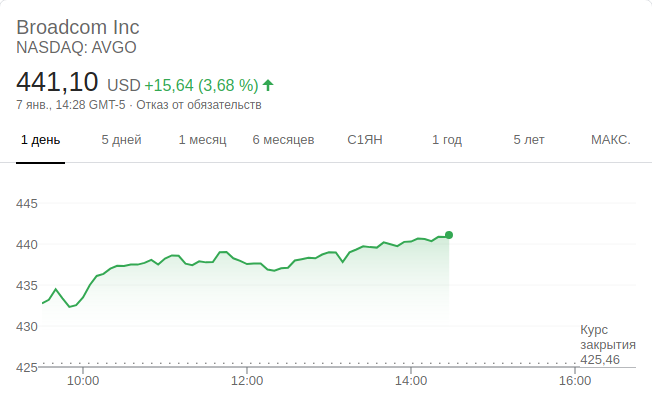 Broadcom Inc
NASDAQ: AVGO
441,10 USD +15,64 (3,68 %)
7 янв., 14:28 GMT-5 · Отказ от обязательств
1 день 5 дней 1 месяц 6 месяцев С1ЯН 1 год 5 лет МАКС.
445
440
435
430
425
Курс
закрытия
425,46
10:00 12:00 14:00 16:00